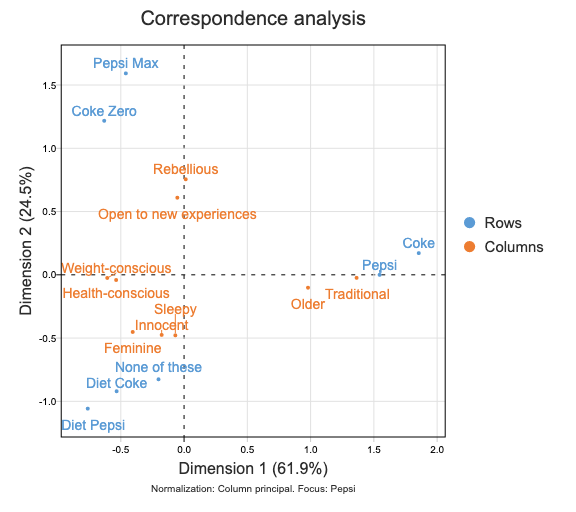 Correspondence analysis
Pepsi Max
1.5
Coke Zero
1.0
Rebellious
0.5
Open to new experiences
Coke
Pepsi
Weight-conscious
0.0
Health-conscious
Traditional
Older
Sleepy
Innocent
-0.5
Feminine
None of these
Diet Coke
-1.0
Diet Pepsi
Dimension 2 (24.5%)
-0.5 0.0 0.5 1.0 1.5 2.0
Dimension 1 (61.9%)
Normalization: Column principal. Focus: Pepsi
Rows
Columns